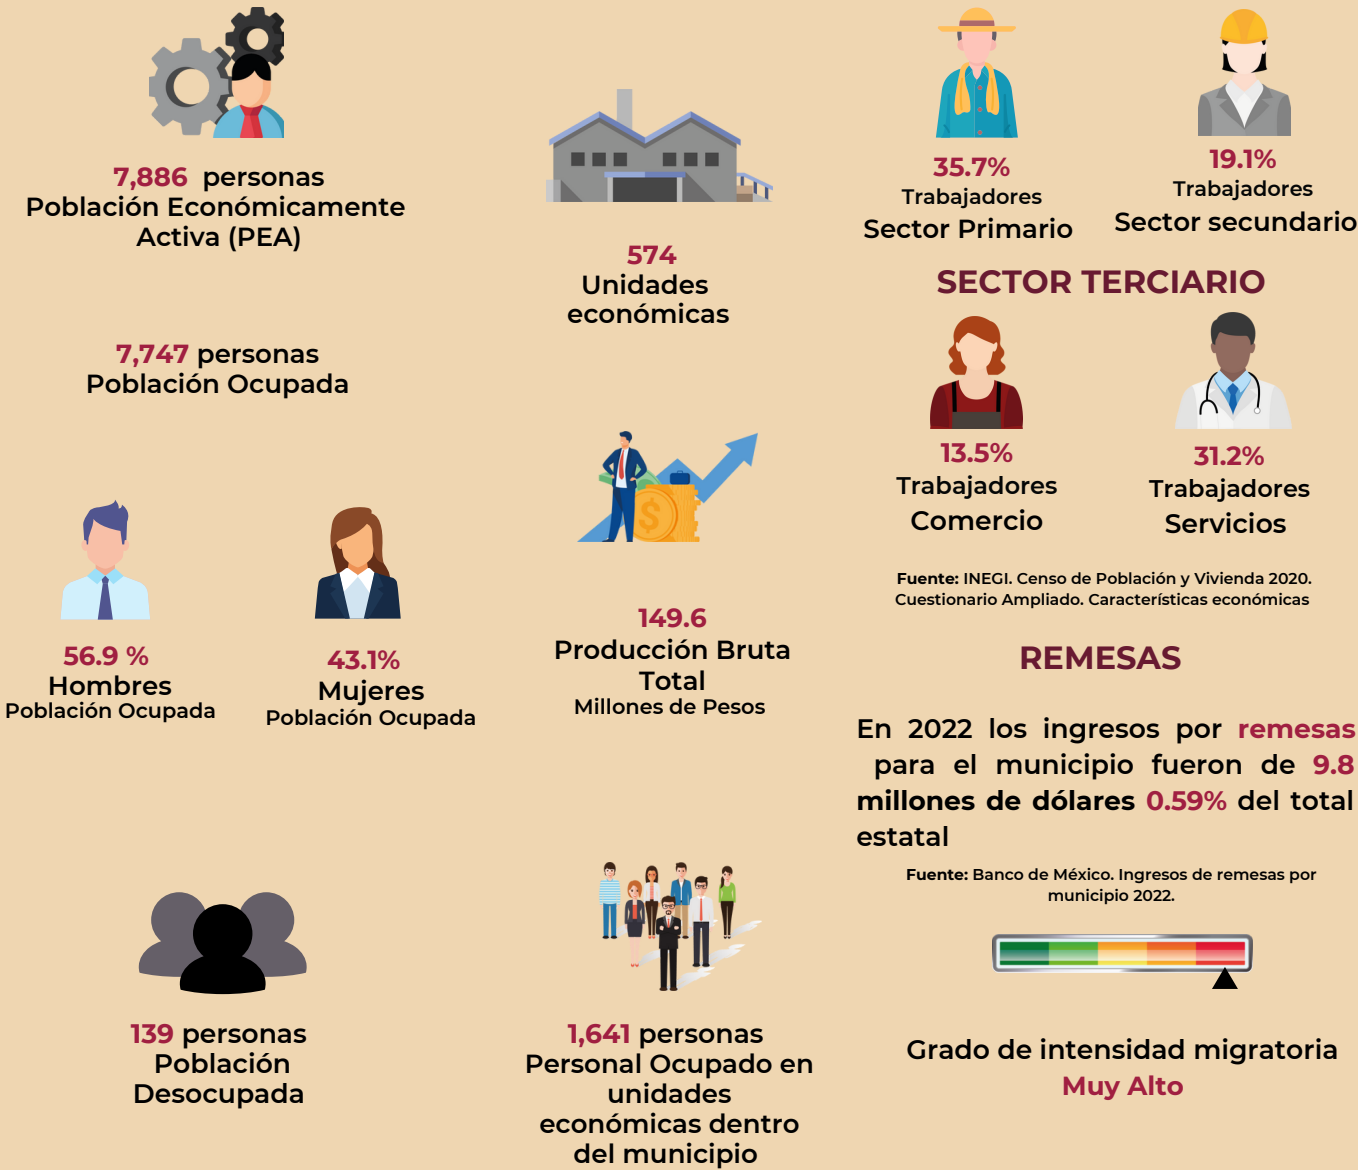 7,886 personas
Población Económicamente
Activa (PEA)
7,747 personas
Población Ocupada
56.9 %
Hombres
Población Ocupada
43.1%
Mujeres
Población Ocupada
139 personas
Población
Desocupada
574
Unidades
económicas
149.6
Producción Bruta
Total
Millones de Pesos
1,641 personas
Personal Ocupado en
unidades
económicas dentro
del municipio
35.7%
Trabajadores
Sector Primario
19.1%
Trabajadores
Sector secundario
SECTOR TERCIARIO
13.5%
Trabajadores
Comercio
31.2%
Trabajadores
Servicios
Fuente: INEGI. Censo de Población y Vivienda 2020.
Cuestionario Ampliado. Características económicas
REMESAS
En 2022 los ingresos por remesas
para el municipio fueron de 9.8
millones de dólares 0.59% del total
estatal
Fuente: Banco de México. Ingresos de remesas por
municipio 2022.
Grado de intensidad migratoria
Muy Alto